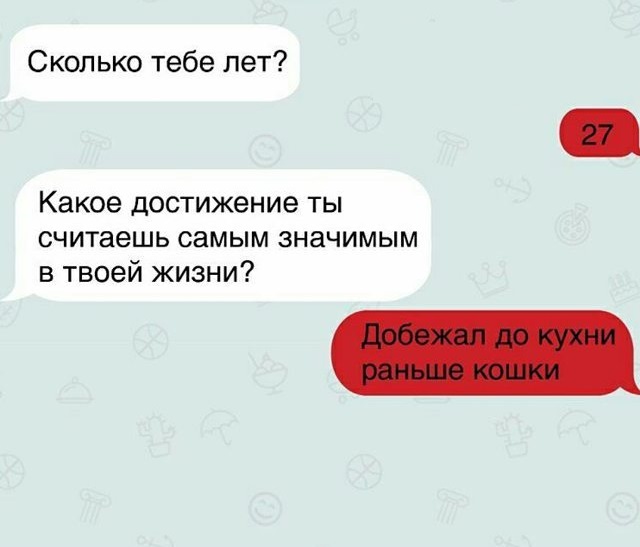 Сколько тебе лет?
27
Какое достижение ты
считаешь самым значимым
в твоей жизни?
Добежал до кухни
раньше кошки